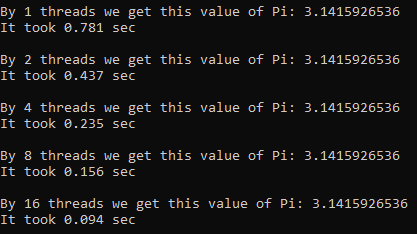 By 1 threads we get this value of Pi: 3.1415926536
It took 0.781 sec
By 2 threads we get this value of Pi: 3.1415926536
It took 0.437 sec
By 4 threads we get this value of Pi: 3.1415926536
It took 0.235 sec
By 8 threads we get this value of Pi: 3.1415926536
It took 0.156 sec
By 16 threads we get this value of Pi: 3.1415926536
It took 0.094 sec